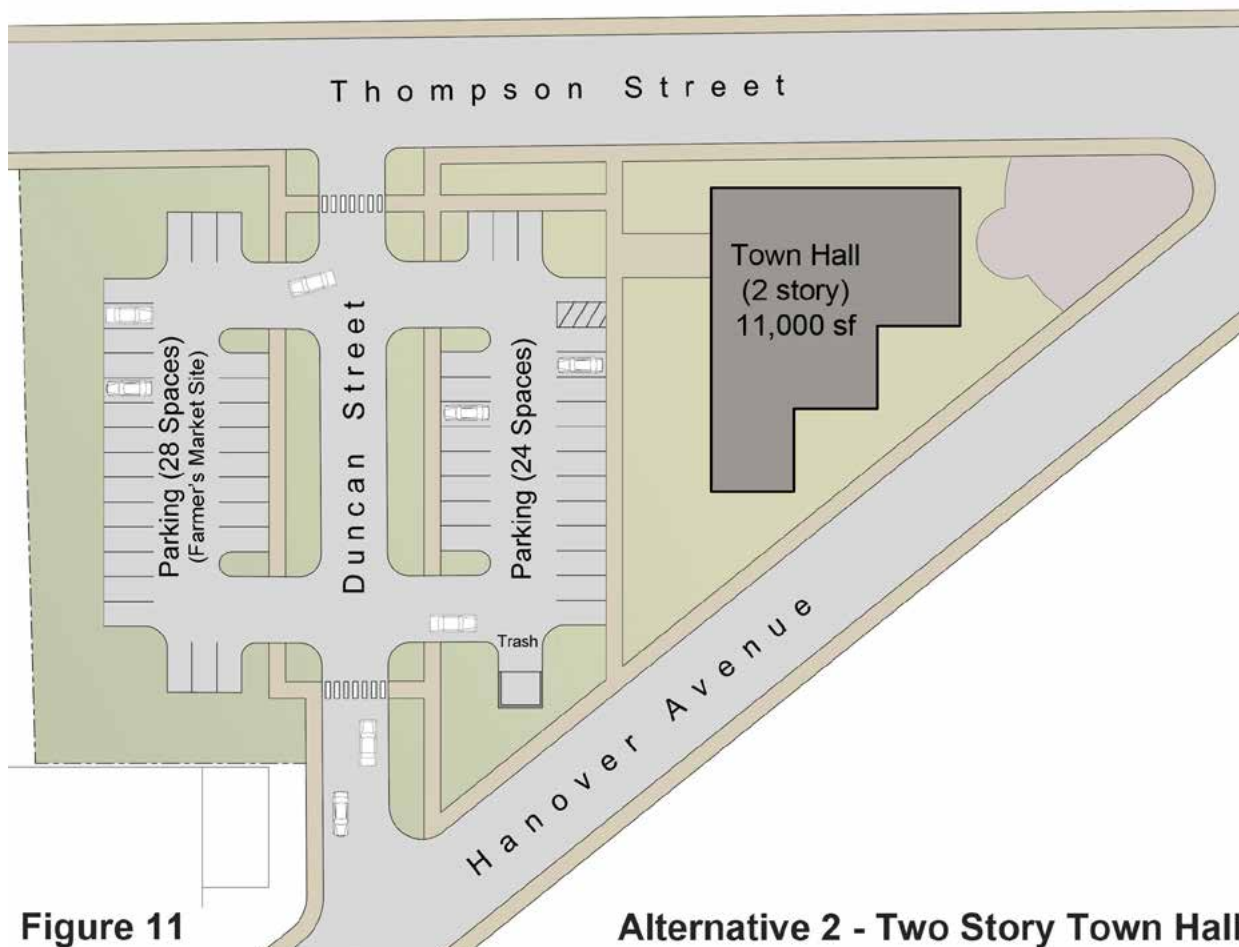 Thompson Street
Town Hall
(2 story)
11,000 sf
Parking (28 Spaces)
(Farmer's Market Site)
Duncan Street
Parking (24 Spaces)
Trash
Hanover Avenue
Figure 11
Alternative 2 - Two Story Town Hall